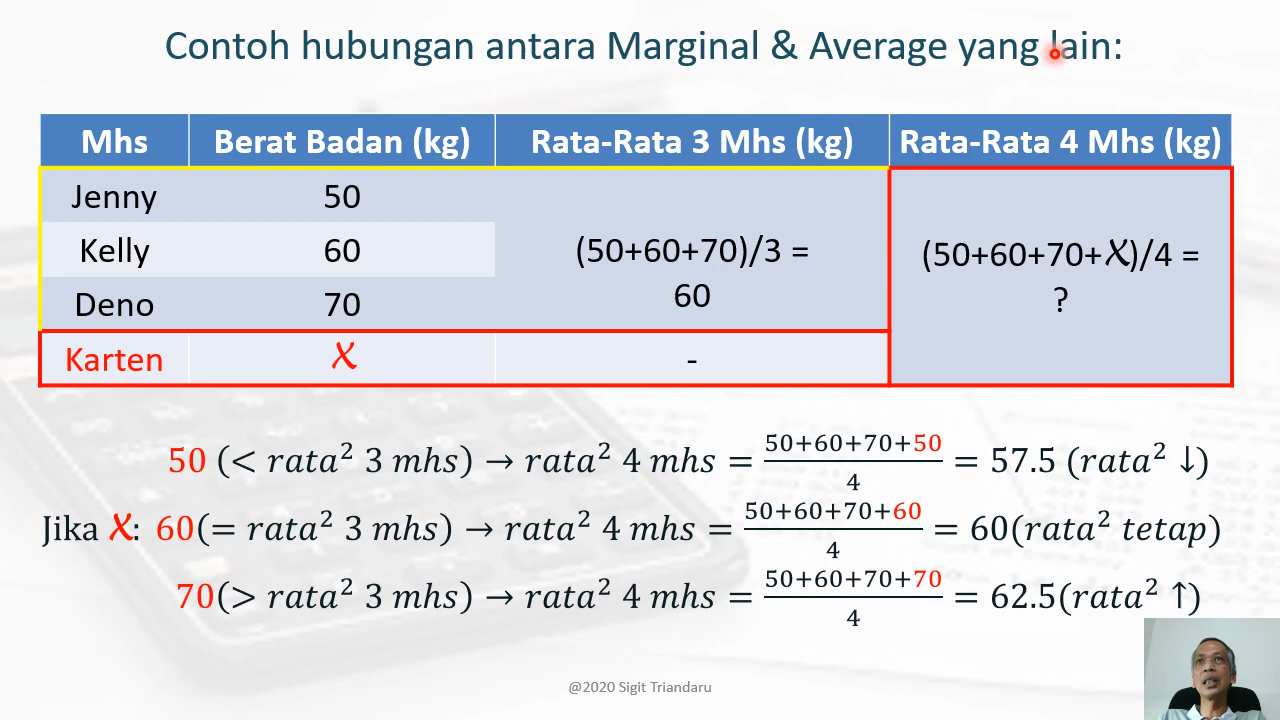 Contoh hubungan antara Marginal & Average yang lain:
Mhs Berat Badan (kg) Rata-Rata 3 Mhs (kg) Rata-Rata 4 Mhs (kg)
Jenny 50
Kelly 60
Deno 70
(50+60+70)/3 =
60
(50+60+70+X)/4 =
?
Karten X -
50 (< rata² 3 mhs) → rata² 4 mhs = (50+60+70+50)/4 = 57.5 (rata² ↓)
Jika X: 60(= rata² 3 mhs) → rata² 4 mhs = (50+60+70+60)/4 = 60(rata² tetap)
70(> rata² 3 mhs) → rata² 4 mhs = (50+60+70+70)/4 = 62.5(rata² ↑)
@2020 Sigit Triandaru